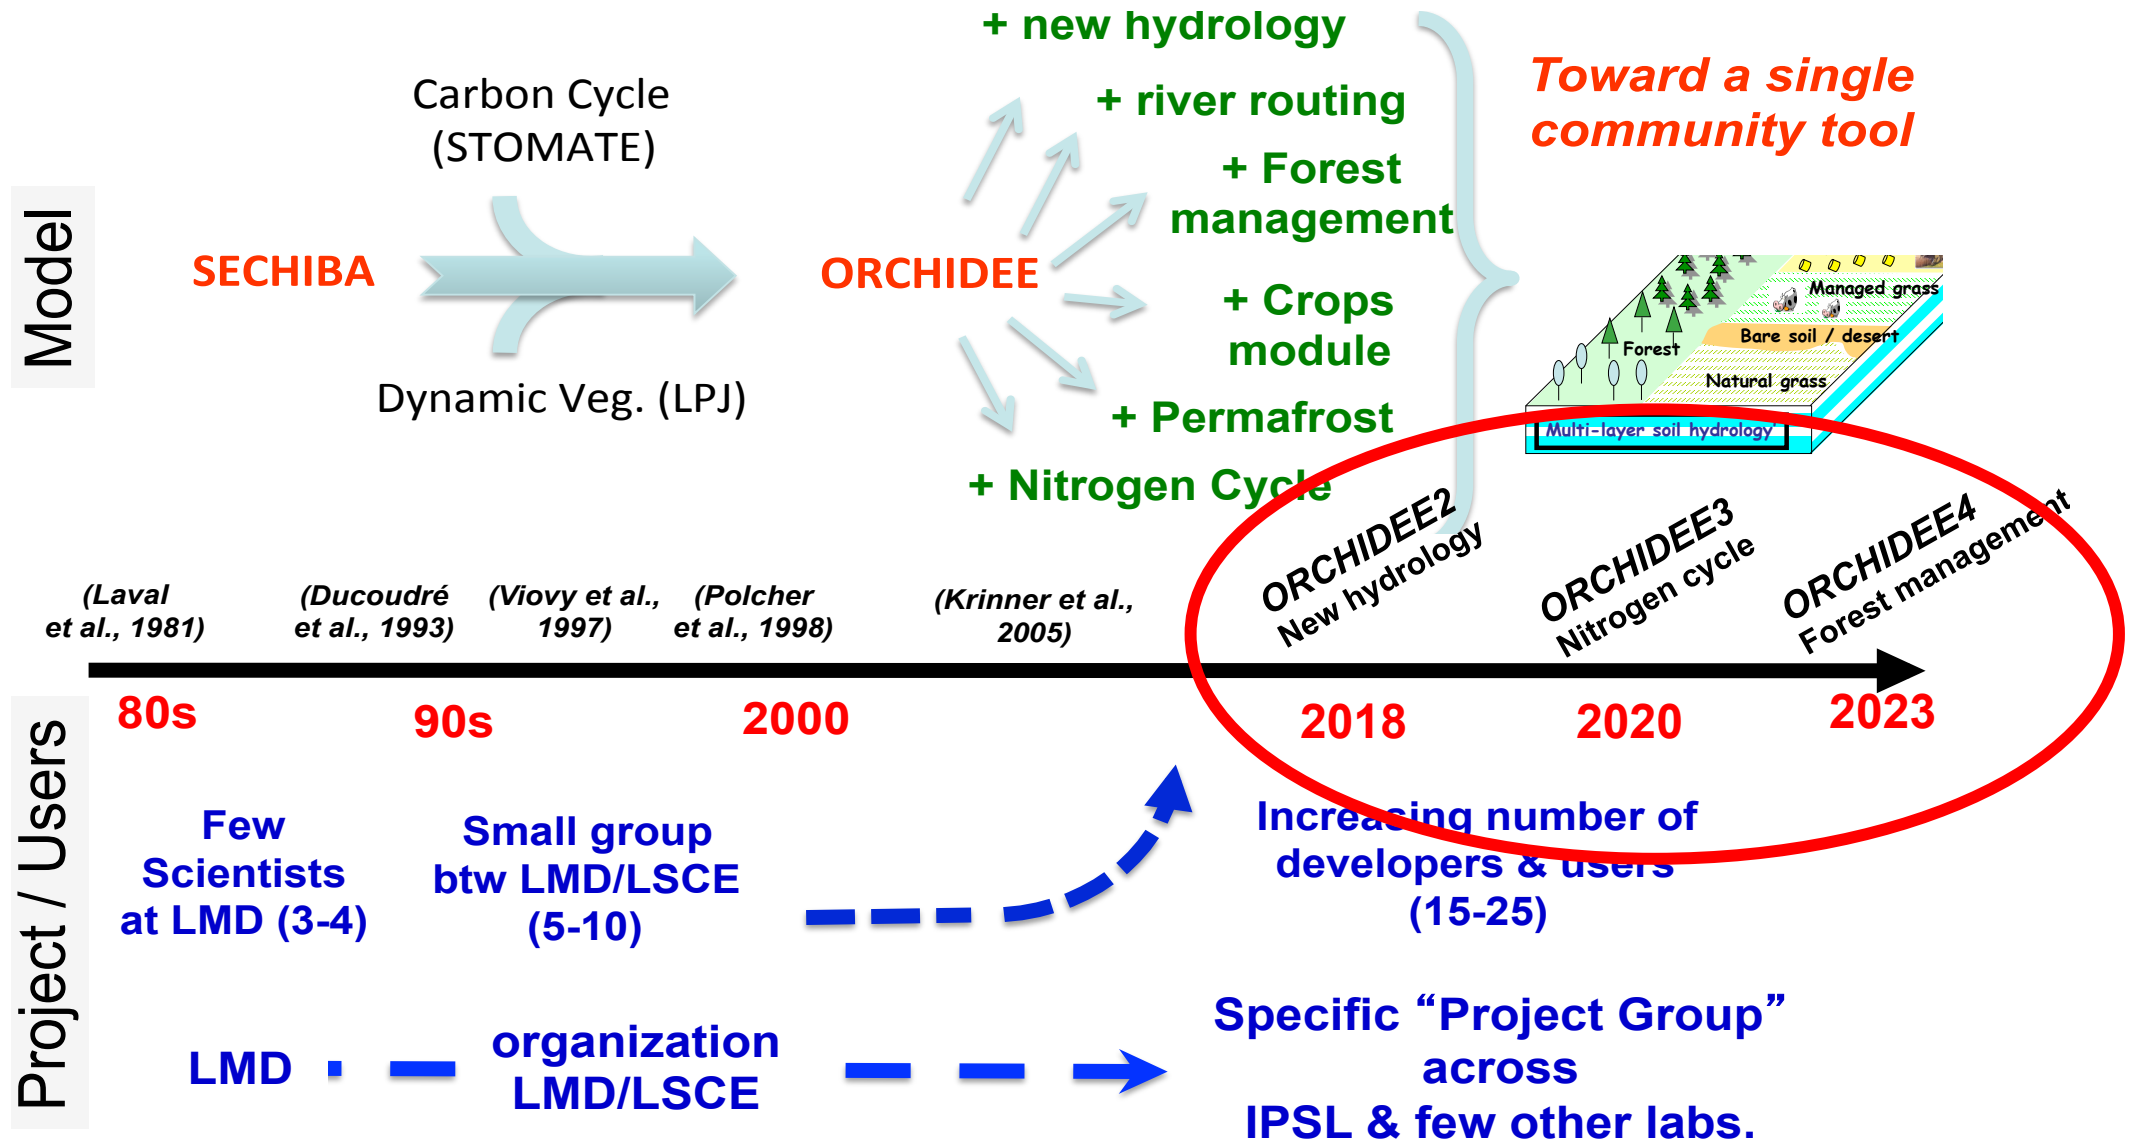 + new hydrology
+ river routing
+ Forest
management
+ Crops
module
+ Permafrost
+ Nitrogen Cycle
Toward a single
community tool
Carbon Cycle
(STOMATE)
SECHIBA
ORCHIDEE
Dynamic Veg. (LPJ)
Model
Managed grass
Bare soil / desert
Forest
Natural grass
Multi-layer soil hydrology
ORCHIDEE2
New hydrology
ORCHIDEE3
Nitrogen cycle
ORCHIDEE4
Forest management
(Laval
et al., 1981)
(Ducoudré
et al., 1993)
(Viovy et al.,
1997)
(Polcher
et al., 1998)
(Krinner et al.,
2005)
80s
90s
2000
2018
2020
2023
Project / Users
Few
Scientists
at LMD (3-4)
Small group
btw LMD/LSCE
(5-10)
Increasing number of
developers & users
(15-25)
LMD
organization
LMD/LSCE
Specific “Project Group”
across
IPSL & few other labs.